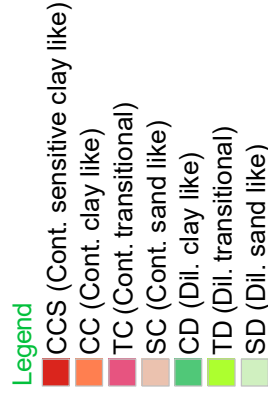 Legend
CCS (Cont. sensitive clay like)
CC (Cont. clay like)
TC (Cont. transitional)
SC (Cont. sand like)
CD (Dil. clay like)
TD (Dil. transitional)
SD (Dil. sand like)